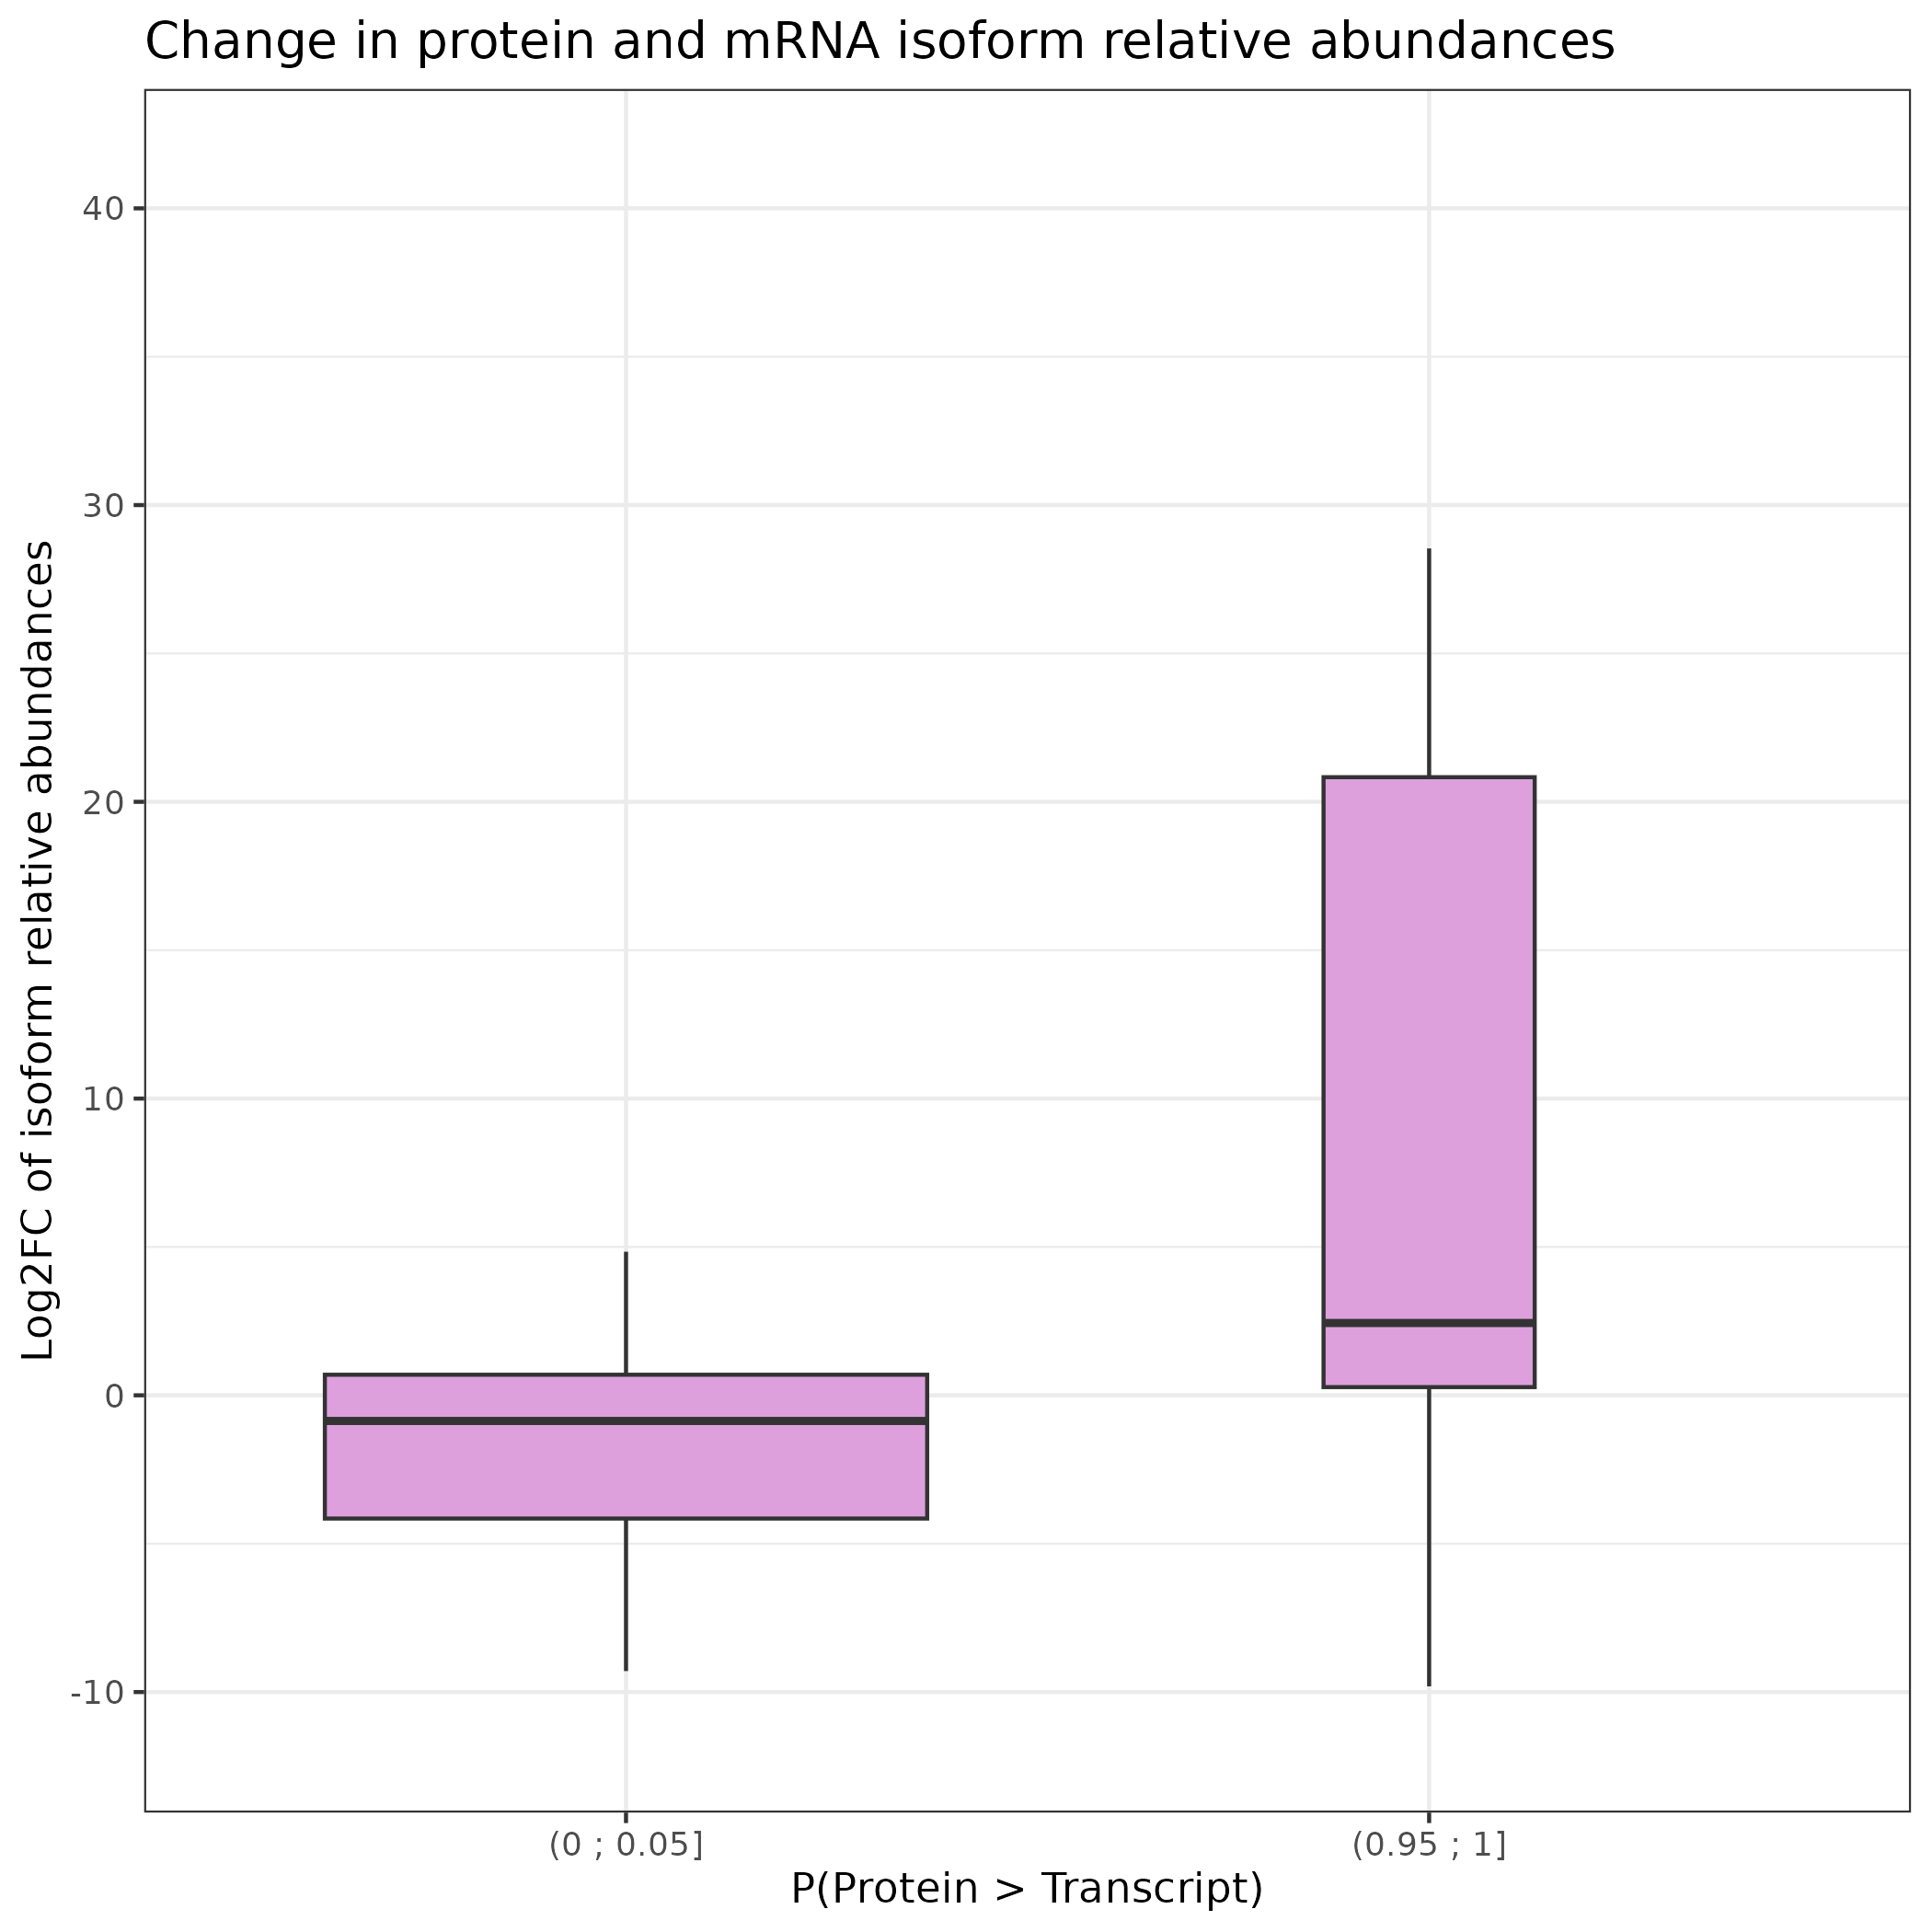 Change in protein and mRNA isoform relative abundances
Log2FC of isoform relative abundances
40
30
20
10
0
-10
(0 ; 0.05]
(0.95 ; 1]
P(Protein > Transcript)